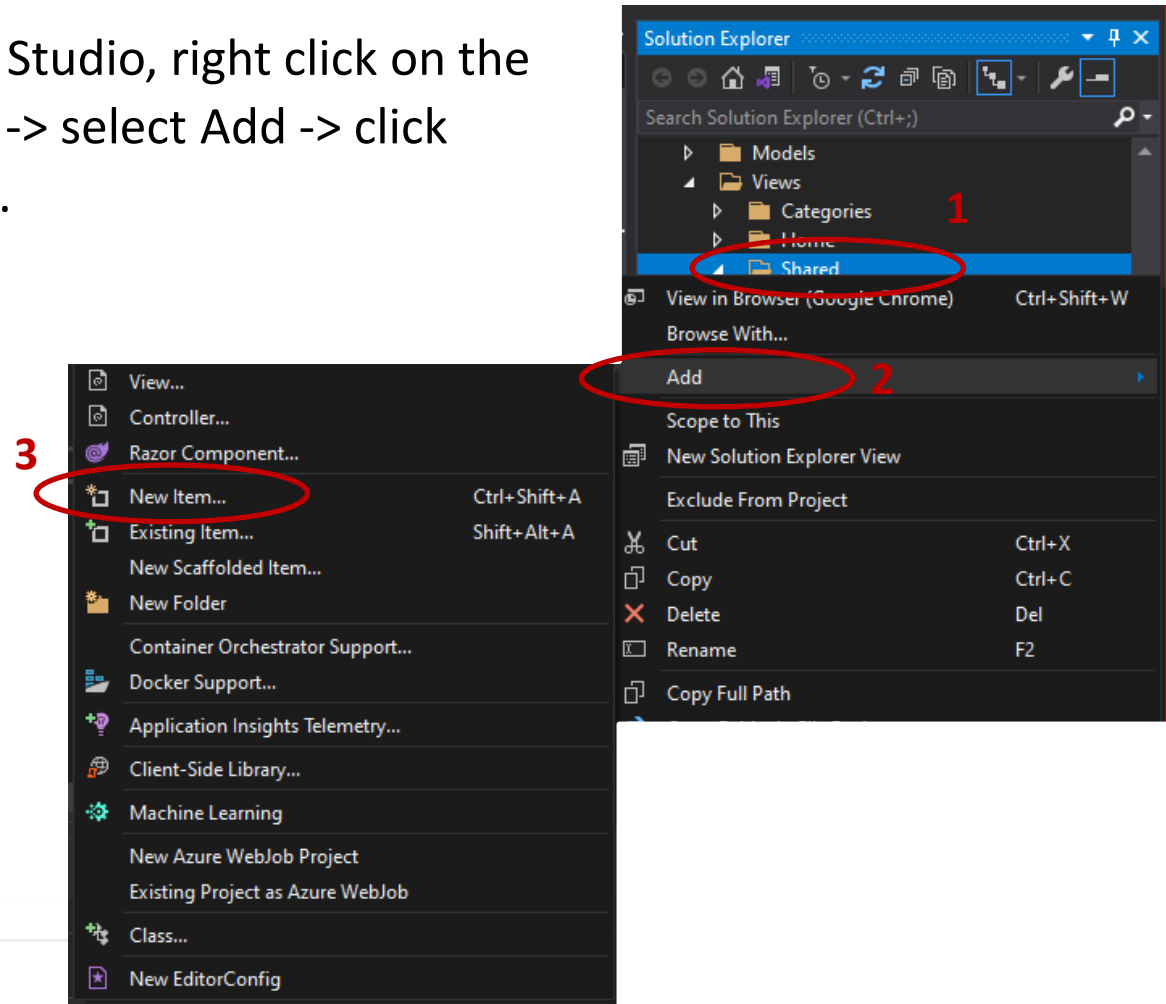 Studio, right click on the
-> select Add -> click
.
Solution Explorer
Search Solution Explorer (Ctrl+;)
Models
Views
Categories
1
Home
Shared
View in Browser (Google Chrome) Ctrl+Shift+W
Browse With...
Add
2
Scope to This
New Solution Explorer View
Exclude From Project
Cut Ctrl+X
Copy Ctrl+C
Delete Del
Rename F2
Copy Full Path
View...
Controller...
3
Razor Component...
New Item... Ctrl+Shift+A
Existing Item... Shift+Alt+A
New Scaffolded Item...
New Folder
Container Orchestrator Support...
Docker Support...
Application Insights Telemetry...
Client-Side Library...
Machine Learning
New Azure WebJob Project
Existing Project as Azure WebJob
Class...
New EditorConfig